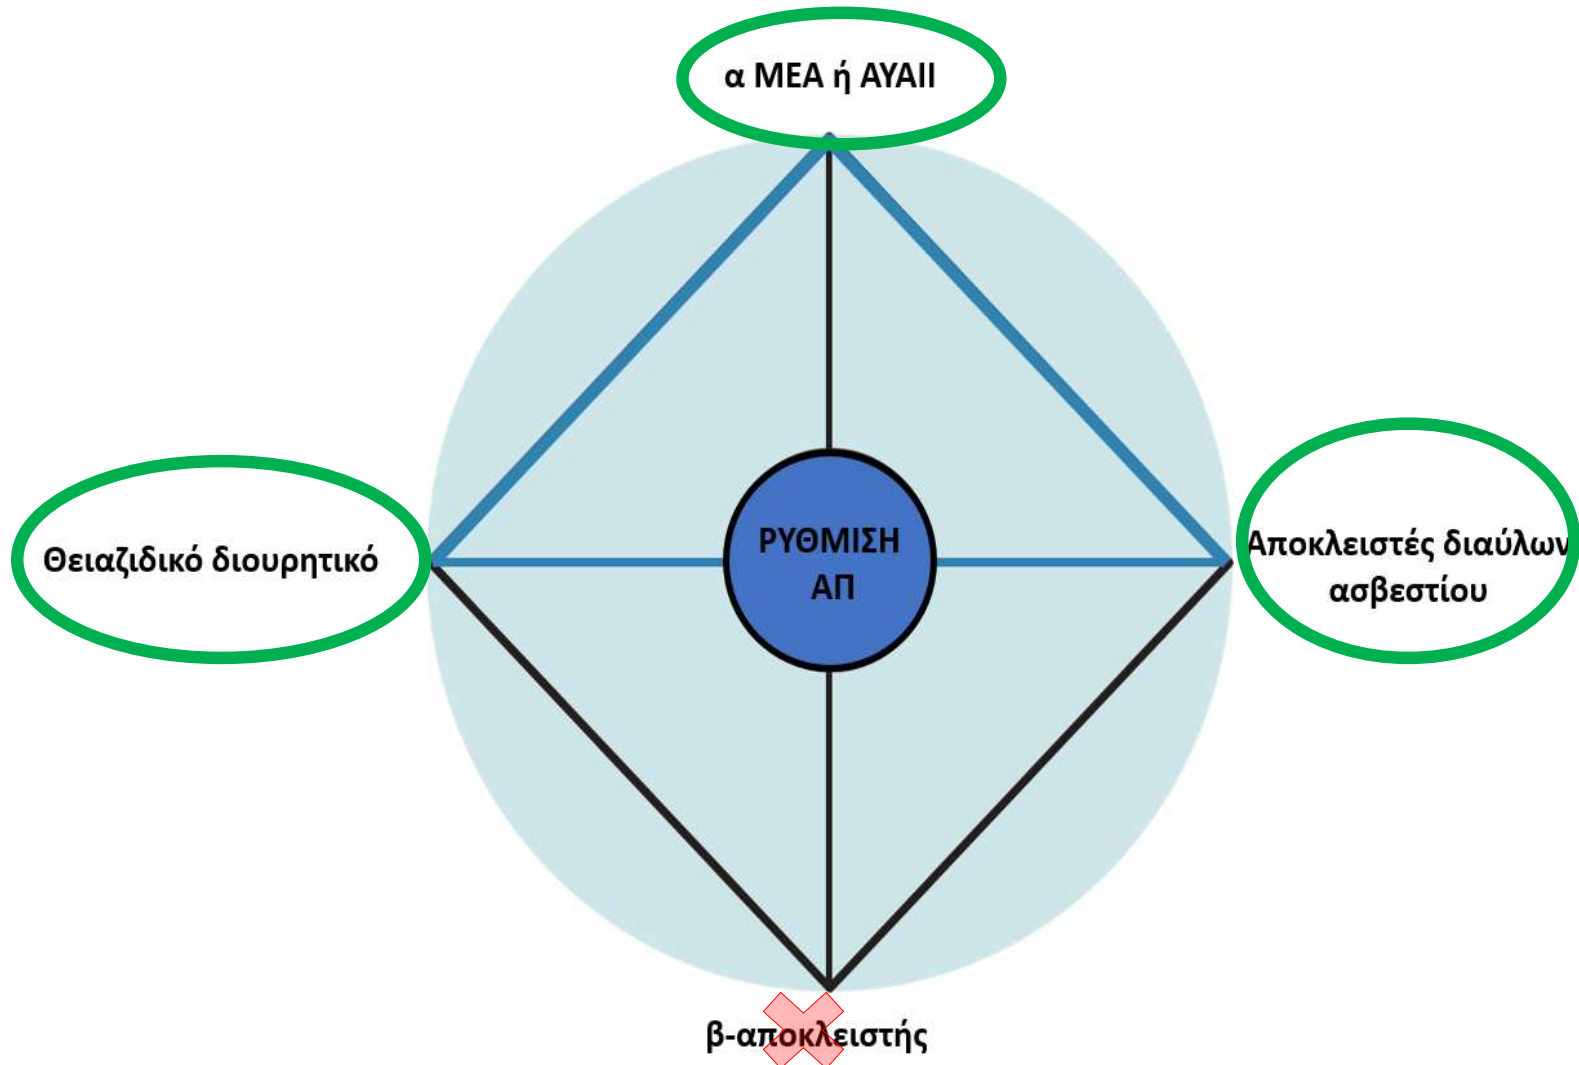 α ΜΕΑ ή ΑΥΑΙΙ
Θειαζιδικό διουρητικό
ΡΥΘΜΙΣΗ
ΑΠ
Αποκλειστές διαύλων
ασβεστίου
β-αποκλειστής